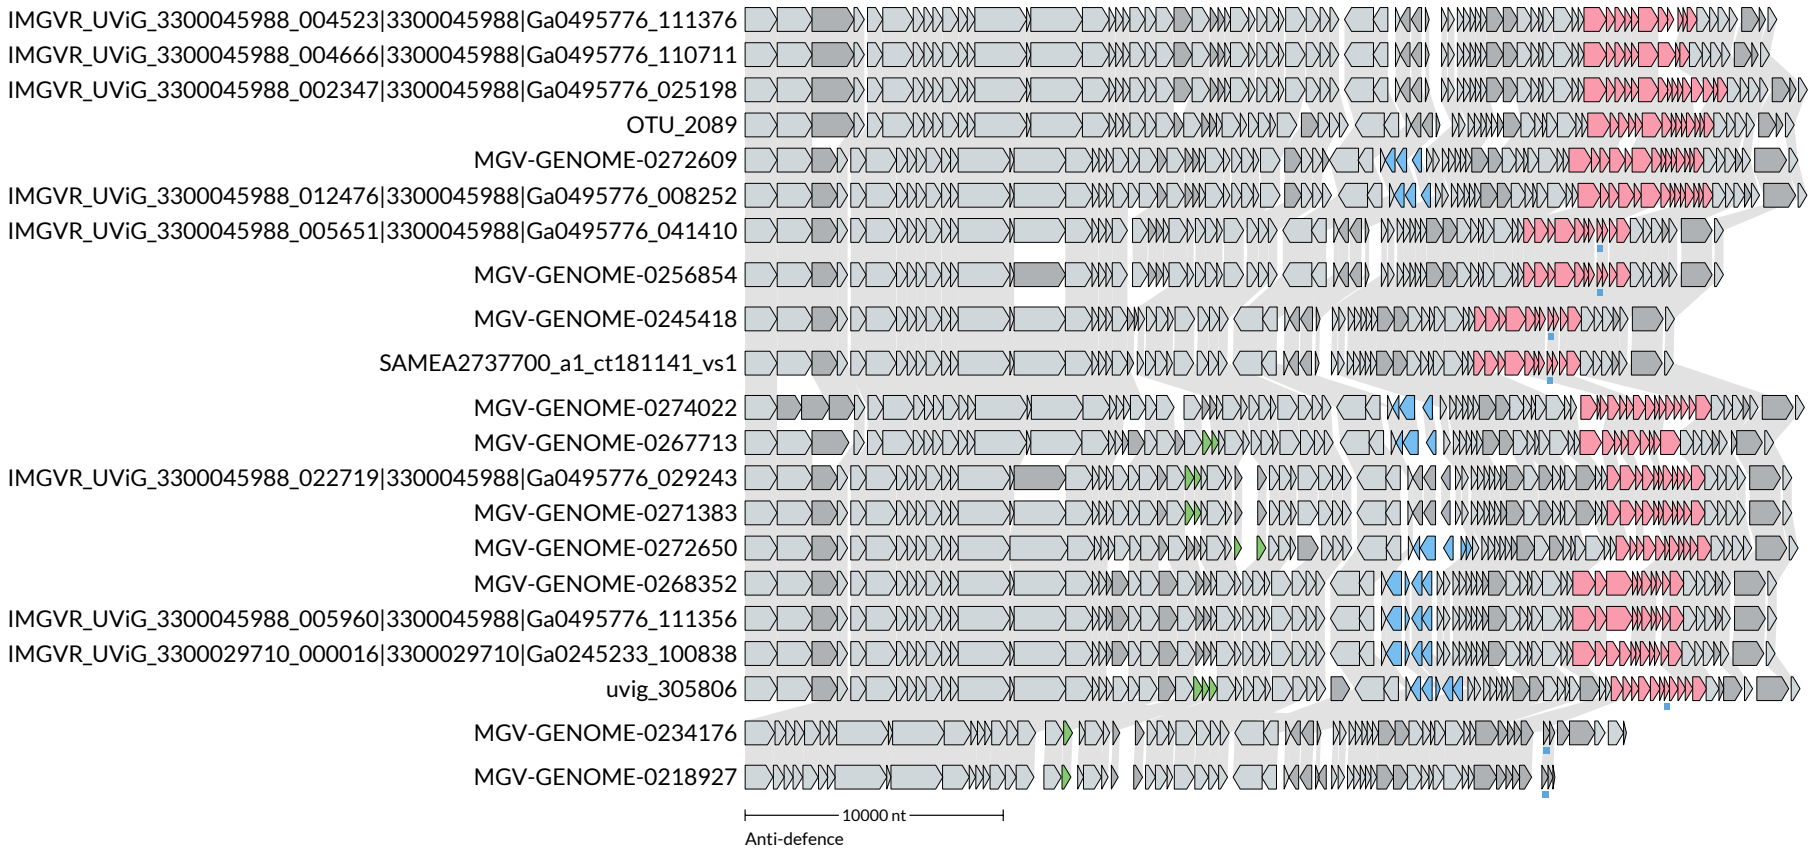 IMGVR_UViG_3300045988_004523|3300045988|Ga0495776_111376
IMGVR_UViG_3300045988_004666|3300045988|Ga0495776_110711
IMGVR_UViG_3300045988_002347|3300045988|Ga0495776_025198
OTU_2089
MGV-GENOME-0272609
IMGVR_UViG_3300045988_012476|3300045988|Ga0495776_008252
IMGVR_UViG_3300045988_005651|3300045988|Ga0495776_041410
MGV-GENOME-0256854
MGV-GENOME-0245418
SAMEA2737700_a1_ct181141_vs1
MGV-GENOME-0274022
MGV-GENOME-0267713
IMGVR_UViG_3300045988_022719|3300045988|Ga0495776_029243
MGV-GENOME-0271383
MGV-GENOME-0272650
MGV-GENOME-0268352
IMGVR_UViG_3300045988_005960|3300045988|Ga0495776_111356
IMGVR_UViG_3300029710_000016|3300029710|Ga0245233_100838
uvig_305806
MGV-GENOME-0234176
MGV-GENOME-0218927
10000 nt
Anti-defence